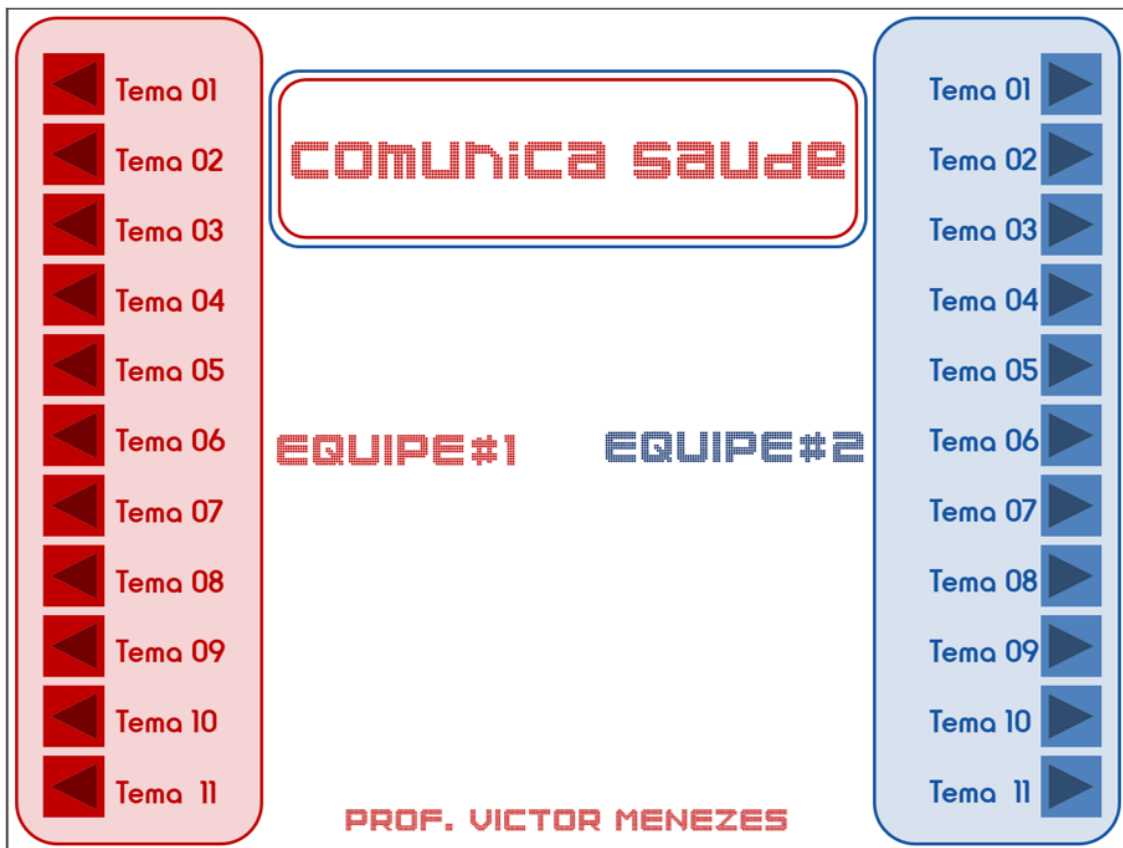 comunica saude
Tema 01
Tema 02
Tema 03
Tema 04
Tema 05
Tema 06
Tema 07
Tema 08
Tema 09
Tema 10
Tema 11
EQUIPE#1
EQUIPE#2
Tema 01
Tema 02
Tema 03
Tema 04
Tema 05
Tema 06
Tema 07
Tema 08
Tema 09
Tema 10
Tema 11
PROF. VICTOR MENEZES